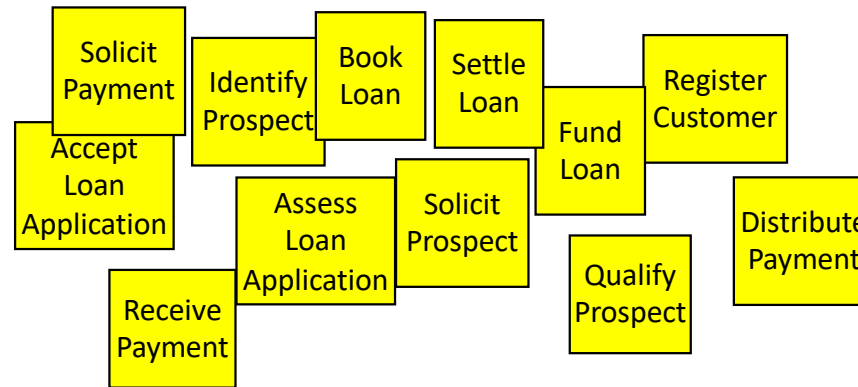 Solicit
Payment
Identify
Prospect
Book
Loan
Settle
Loan
Register
Customer
Accept
Loan
Application
Fund
Loan
Assess
Loan
Application
Solicit
Prospect
Distribute
Payment
Qualify
Prospect
Receive
Payment